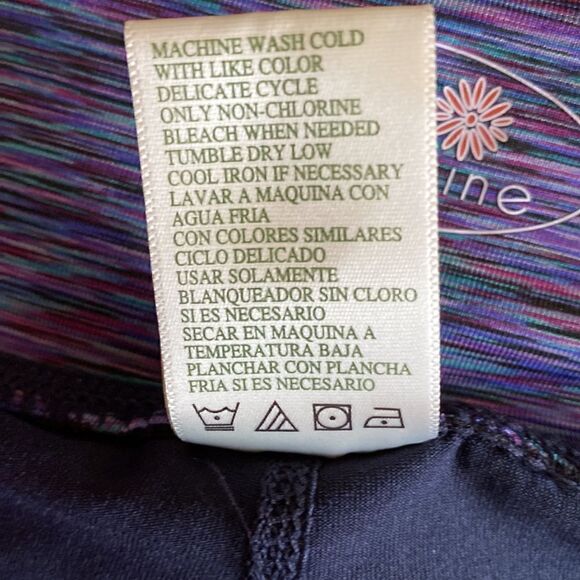 MACHINE WASH COLD
WITH LIKE COLOR
DELICATE CYCLE
ONLY NON-CHLORINE
BLEACH WHEN NEEDED
TUMBLE DRY LOW
COOL IRON IF NECESSARY
LAVAR A MAQUINA CON
AGUA FRIA
CON COLORES SIMILARES
CICLO DELICADO
USAR SOLAMENTE
BLANQUEADOR SIN CLORO
SI ES NECESARIO
SECAR EN MAQUINA A
TEMPERATURA BAJA
PLANCHAR CON PLANCHA
FRIA SI ES NECESARIO